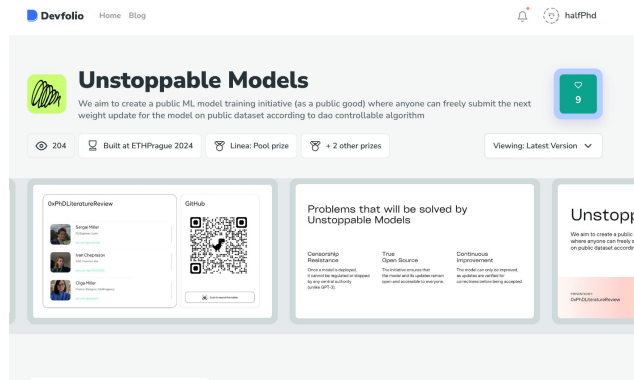 Devfolio
Home Blog
halfPhd
Unstoppable Models
We aim to create a public ML model training initiative (as a public good) where anyone can freely submit the next
weight update for the model on public dataset according to dao controllable algorithm
9
204
Built at ETHPrague 2024
Linea: Pool prize
+ 2 other prizes
Viewing: Latest Version
0xPhDLiteratureReview
Sergei Miller
Ivan Cheprasov
Olga Miller
GitHub
Problems that will be solved by
Unstoppable Models
Censorship
Resistance
Once a model is deployed,
it cannot be regulated or stopped
by any central authority
(unlike GPT-3).
True
Open Source
The initiative ensures that
the model and its updates remain
open and accessible to everyone.
Continuous
Improvement
The model can only be improved,
as updates are verified for
correctness before being accepted
Unstopp
We aim to create a public
where anyone can freely s
on public dataset accordin
0xPhDLiteratureReview